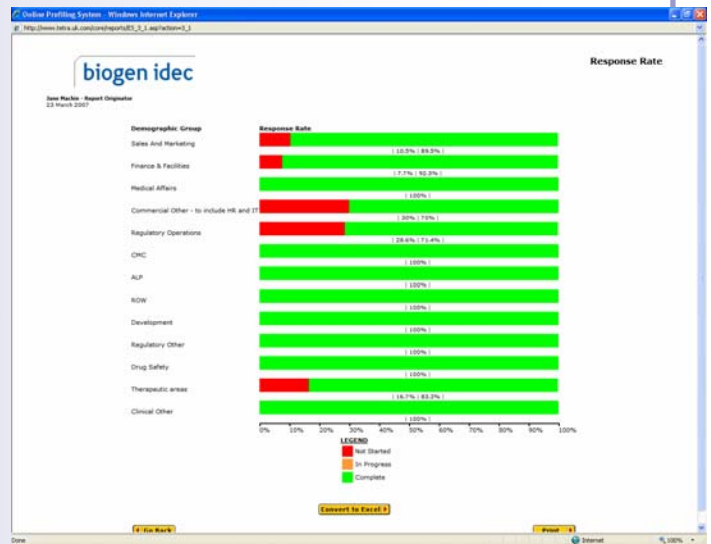 Online Profiling System - Windows Internet Explorer
http://www.tetra.uk.com/core/reports/ES_3_1.asp?action=3_1
biogen idec
Response Rate
Jane Machin - Report Originator
23 March 2007
Demographic Group Response Rate
Sales And Marketing
| 10.5% | 89.5% |
Finance & Facilities
| 7.7% | 92.3% |
Medical Affairs
| 100% |
Commercial Other - to include HR and IT
| 30% | 70% |
Regulatory Operations
| 28.6% | 71.4% |
CMC
| 100% |
ALP
| 100% |
ROW
| 100% |
Development
| 100% |
Regulatory Other
| 100% |
Drug Safety
| 100% |
Therapeutic areas
| 16.7% | 83.3% |
Clinical Other
| 100% |
0% 10% 20% 30% 40% 50% 60% 70% 80% 90% 100%
LEGEND
Not Started
In Progress
Complete
Convert to Excel
Go Back Print
Done Internet 100%